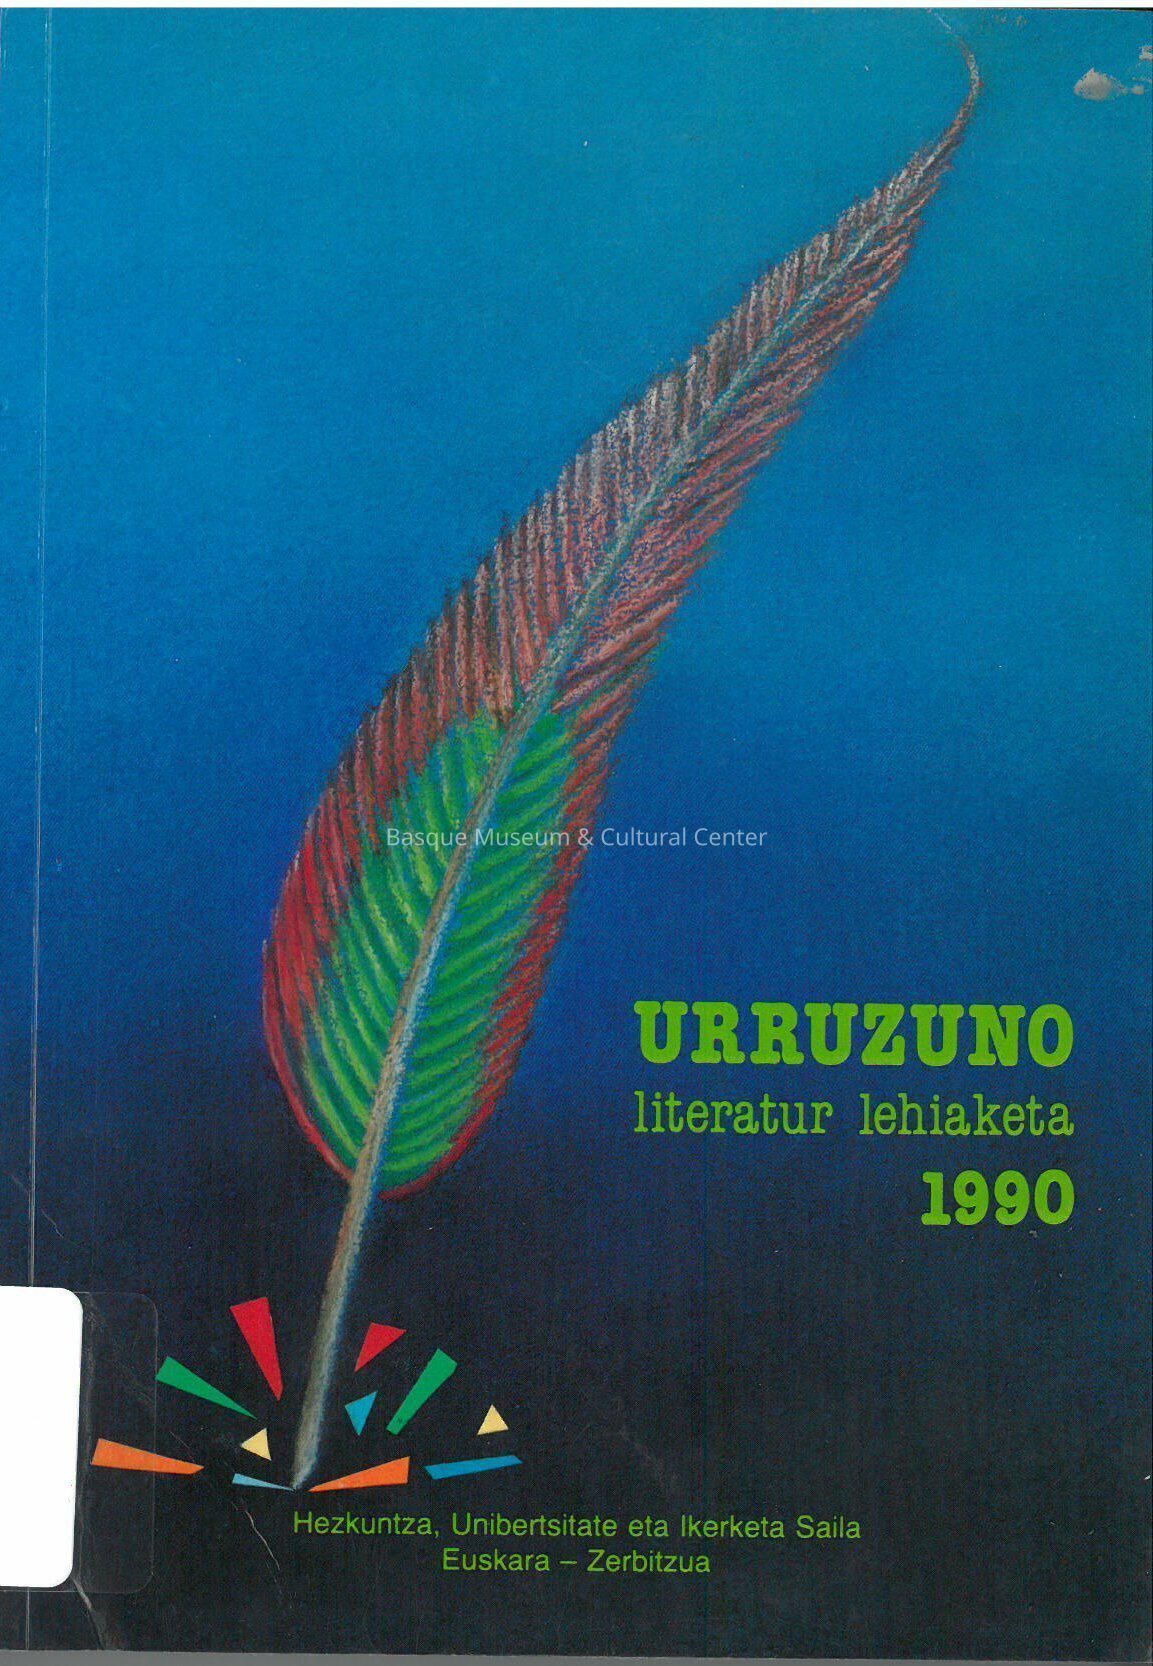 Basque Museum & Cultural Center
URRUZUNO
literatur lehiaketa
1990
Hezkuntza, Unibertsitate eta Ikerketa Saila
Euskara – Zerbitzua